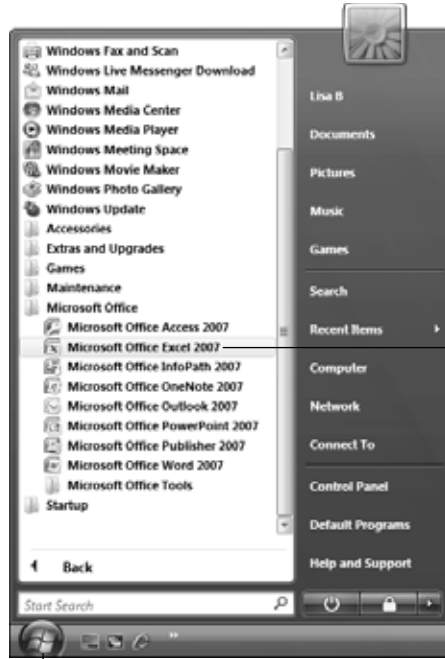 Windows Fax and Scan
Windows Live Messenger Download
Windows Mail
Windows Media Center
Windows Media Player
Windows Meeting Space
Windows Movie Maker
Windows Photo Gallery
Windows Update
Accessories
Extras and Upgrades
Games
Maintenance
Microsoft Office
Microsoft Office Access 2007
Microsoft Office Excel 2007
Microsoft Office InfoPath 2007
Microsoft Office OneNote 2007
Microsoft Office Outlook 2007
Microsoft Office PowerPoint 2007
Microsoft Office Publisher 2007
Microsoft Office Word 2007
Microsoft Office Tools
Startup
Back
Start Search
Lisa B
Documents
Pictures
Music
Games
Search
Recent Items
Computer
Network
Connect To
Control Panel
Default Programs
Help and Support